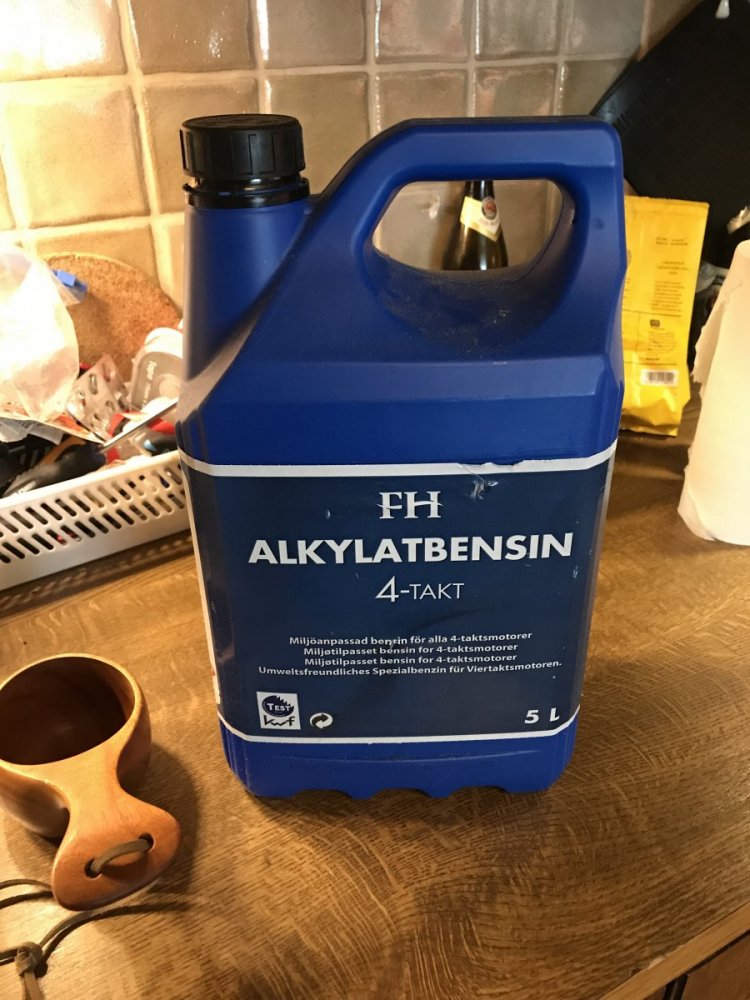 FH
ALKYLATBENSIN
4-TAKT
Miljöanpassad bensin för alla 4-taktsmotorer
Miljøtilpasset bensin for 4-taktsmotorer
Miljøtilpasset bensin for 4-taktsmotorer
Umweltsfreundliches Spezialbenzin für Viertaktsmotoren.
TEST
kwf
5 L